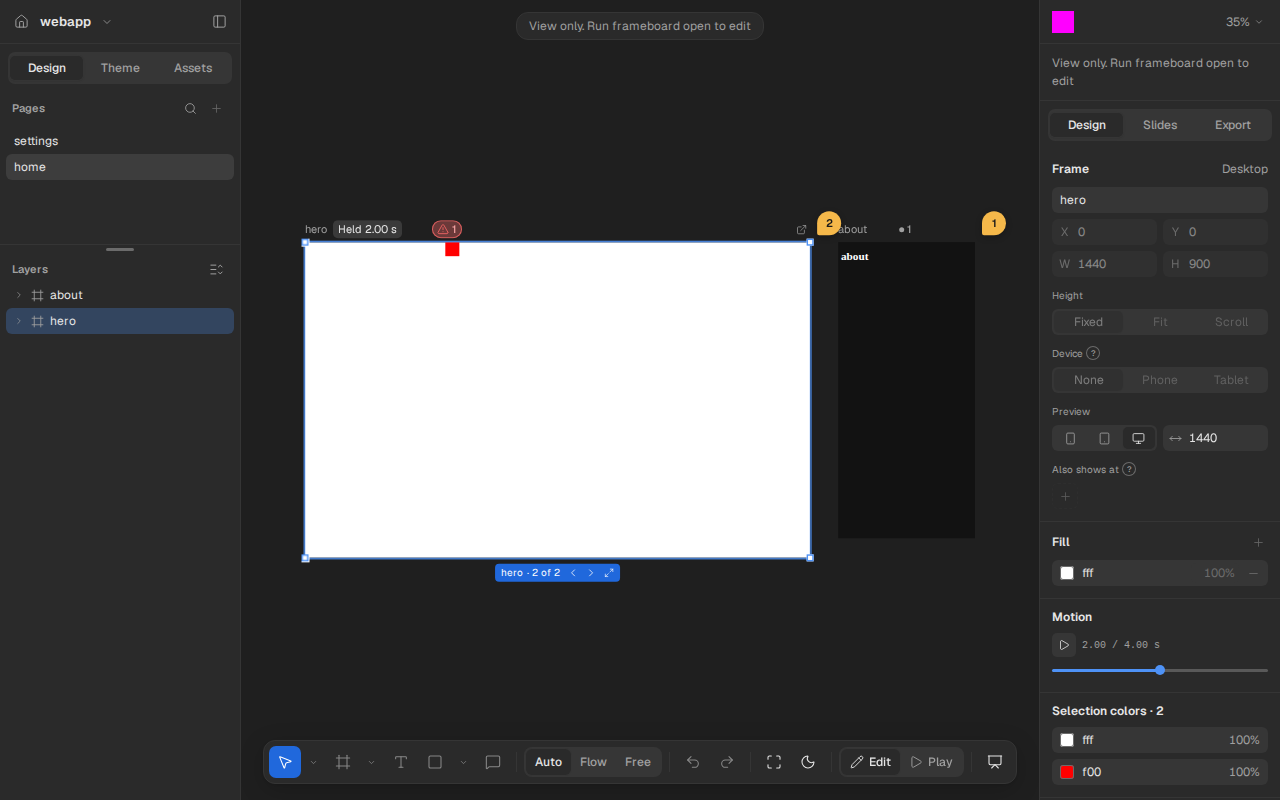 webapp
View only. Run frameboard open to edit
35%
View only. Run frameboard open to
edit
Design
Theme
Assets
Design
Slides
Export
Pages
settings
home
Layers
about
hero
hero
Held 2.00 s
1
2
about
1
1
about
hero · 2 of 2
Auto
Flow
Free
Edit
Play
Frame
Desktop
hero
X 0
Y 0
W 1440
H 900
Height
Fixed
Fit
Scroll
Device ?
None
Phone
Tablet
Preview
1440
Also shows at ?
Fill
fff
100%
Motion
2.00 / 4.00 s
Selection colors · 2
fff
100%
f00
100%